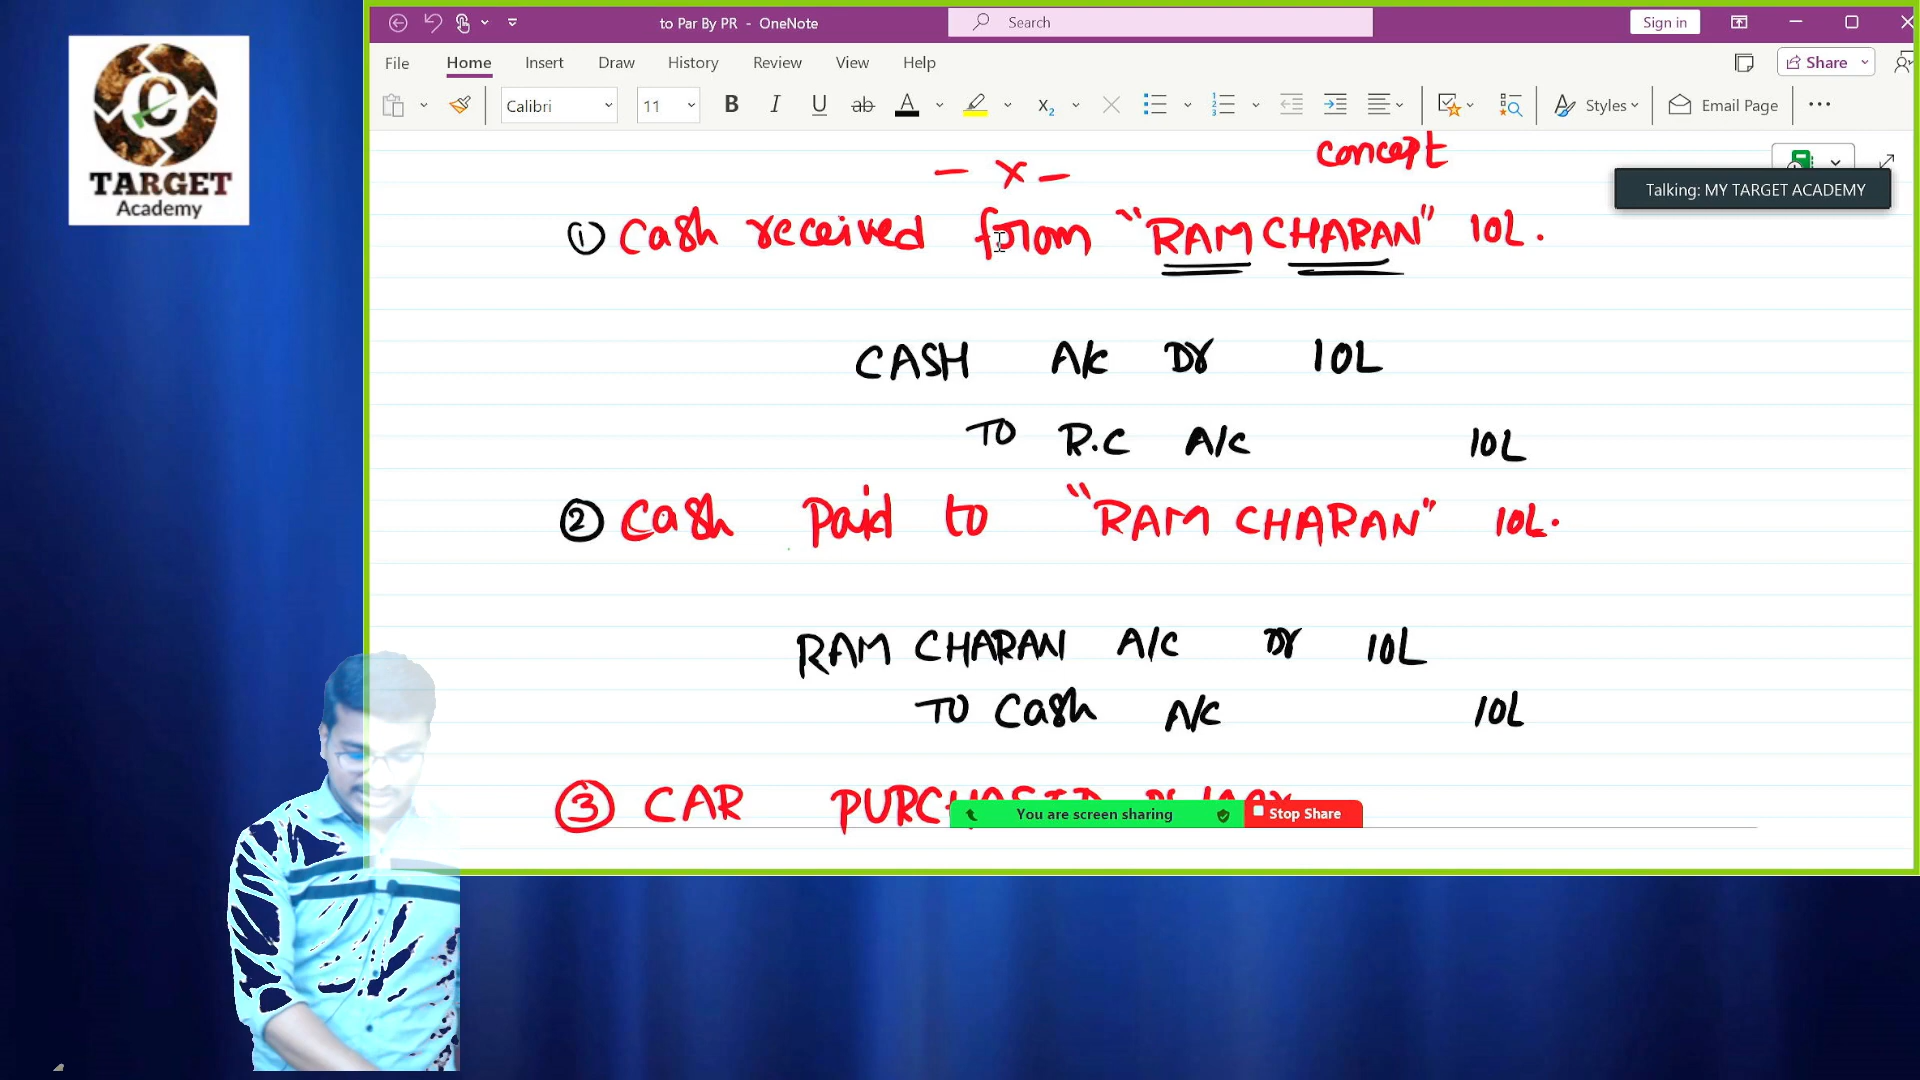 to Par By PR - OneNote
Search
Sign in
File Home Insert Draw History Review View Help
Share
Calibri 11 B I U ab A X₂ Styles Email Page
C
TARGET
Academy
concept
Talking: MY TARGET ACADEMY
- x -
① Cash received from "RAM CHARAN" 10L.
CASH A/c Dr 10L
TO R.C A/c 10L
② Cash Paid to "RAM CHARAN" 10L.
RAM CHARAN A/C Dr 10L
TO Cash A/C 10L
③ CAR
You are screen sharing Stop Share